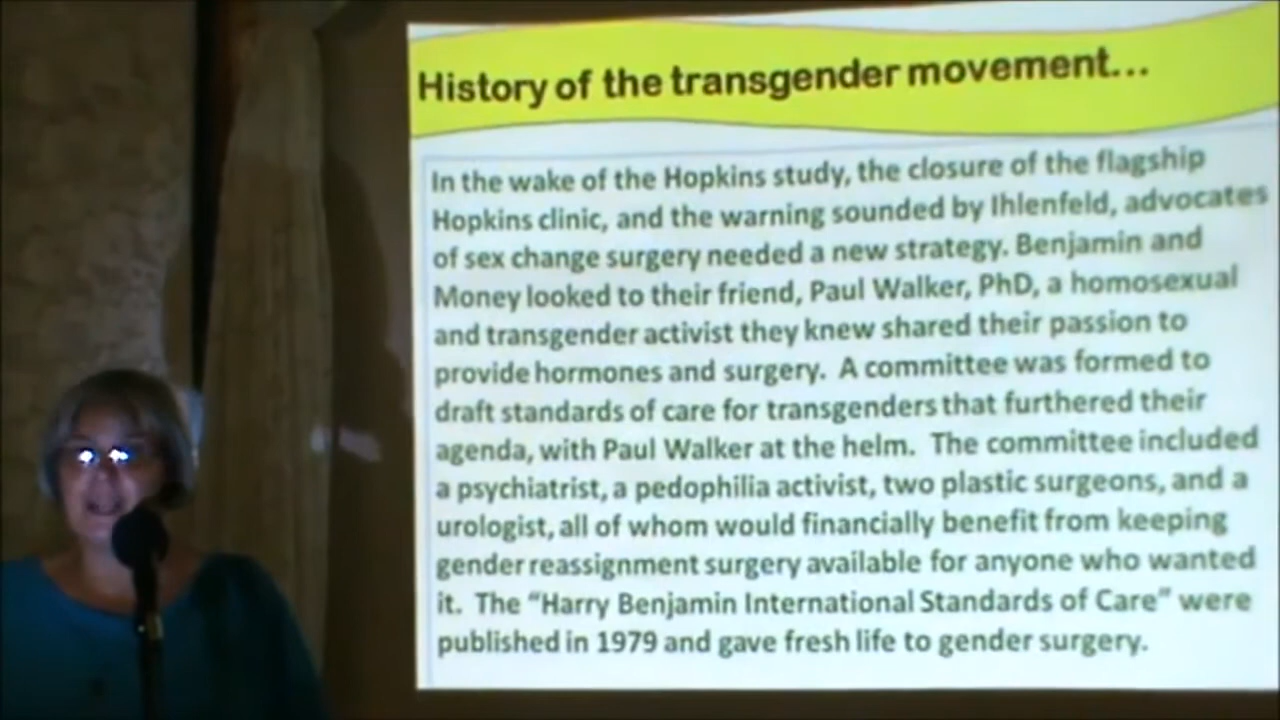 History of the transgender movement...
In the wake of the Hopkins study, the closure of the flagship
Hopkins clinic, and the warning sounded by Ihlenfeld, advocates
of sex change surgery needed a new strategy. Benjamin and
Money looked to their friend, Paul Walker, PhD, a homosexual
and transgender activist they knew shared their passion to
provide hormones and surgery. A committee was formed to
draft standards of care for transgenders that furthered their
agenda, with Paul Walker at the helm. The committee included
a psychiatrist, a pedophilia activist, two plastic surgeons, and a
urologist, all of whom would financially benefit from keeping
gender reassignment surgery available for anyone who wanted
it. The “Harry Benjamin International Standards of Care” were
published in 1979 and gave fresh life to gender surgery.